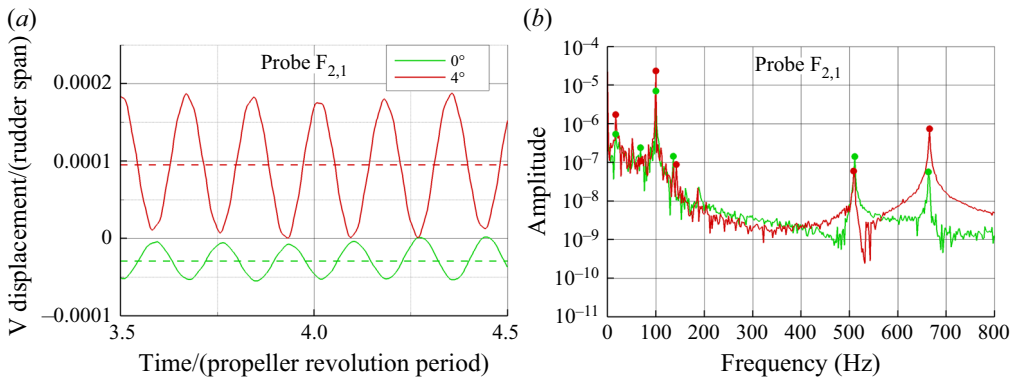 (a)
V displacement/(rudder span)
Probe F2,1
0°
4°
0.0002
0.0001
0
–0.0001
3.5
4.0
4.5
Time/(propeller revolution period)
(b)
Amplitude
Probe F2,1
10–4
10–5
10–6
10–7
10–8
10–9
10–10
10–11
0 100 200 300 400 500 600 700 800
Frequency (Hz)